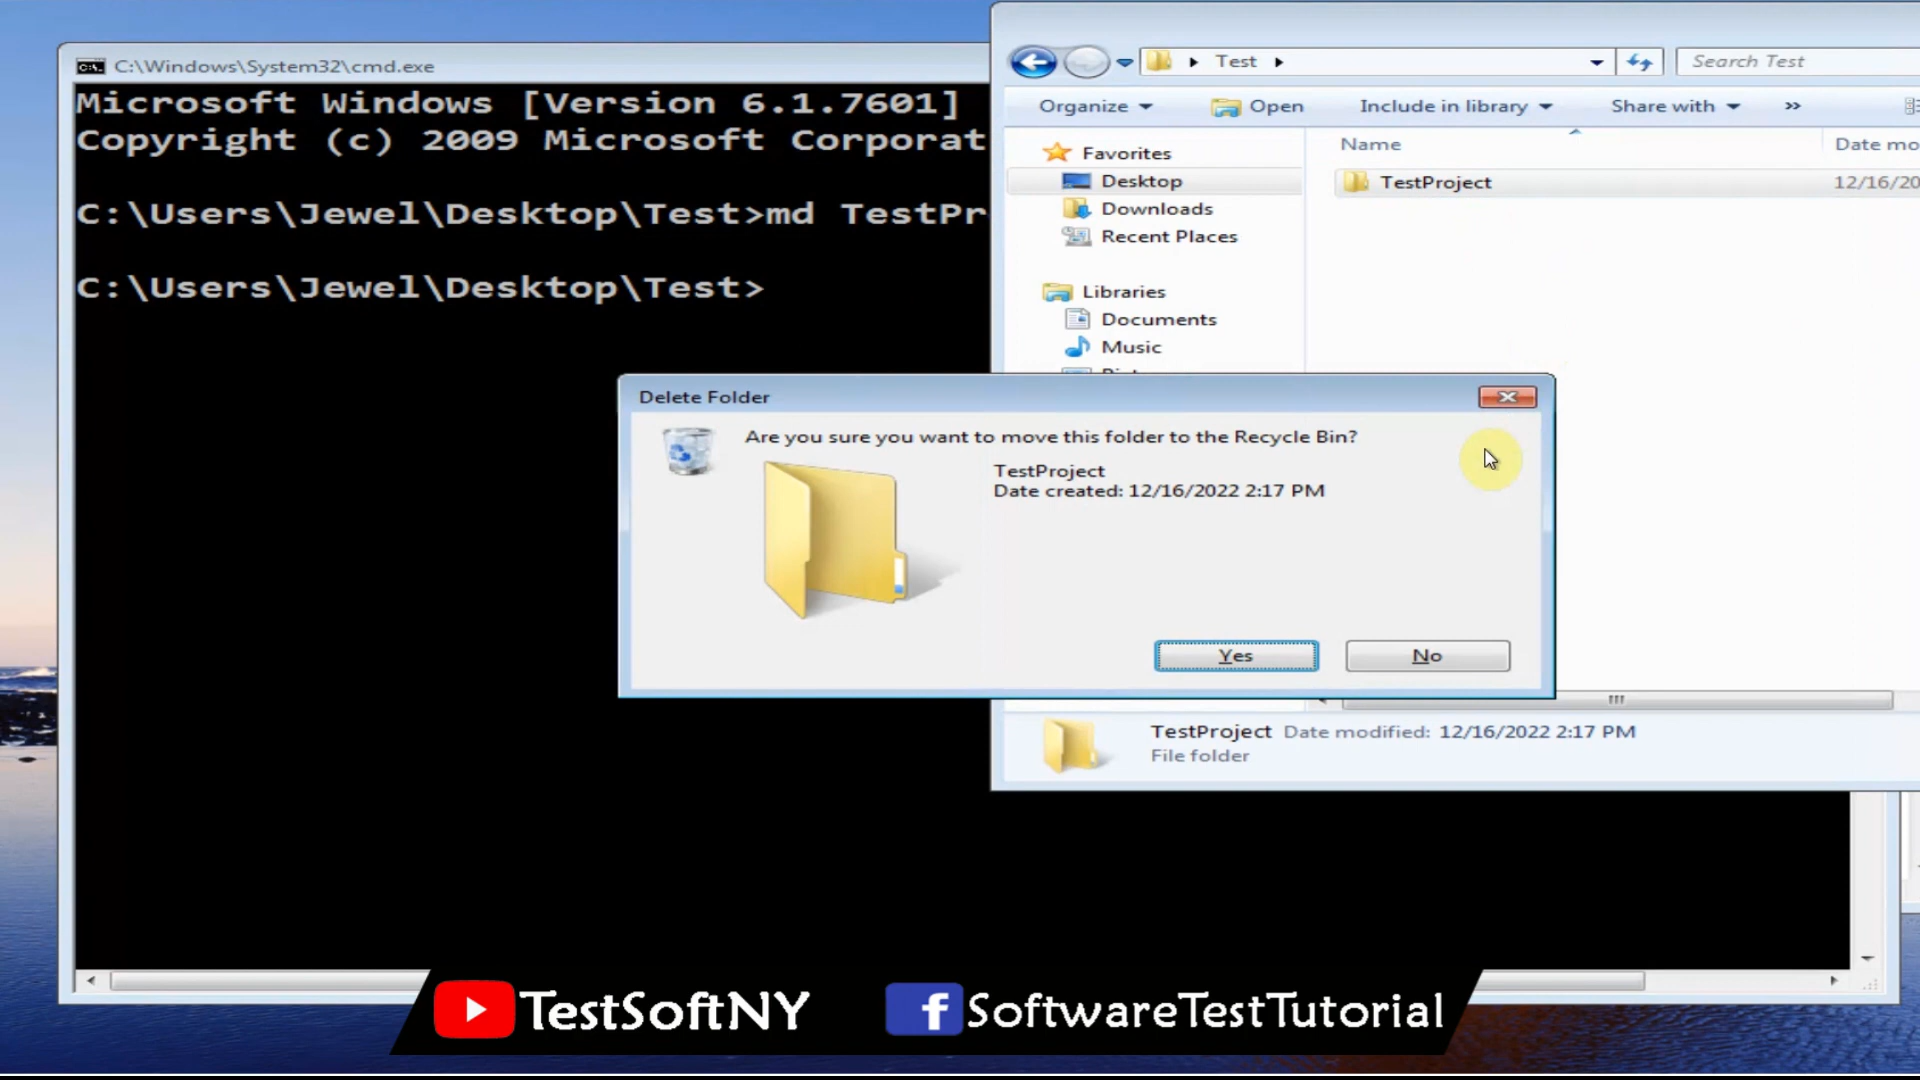 C:\Windows\System32\cmd.exe
Microsoft Windows [Version 6.1.7601]
Copyright (c) 2009 Microsoft Corporat
C:\Users\Jewel\Desktop\Test>md TestPr
C:\Users\Jewel\Desktop\Test>
Test
Search Test
Organize
Open
Include in library
Share with
»
Name
Date mo
TestProject
12/16/20
Favorites
Desktop
Downloads
Recent Places
Libraries
Documents
Music
Delete Folder
Are you sure you want to move this folder to the Recycle Bin?
TestProject
Date created: 12/16/2022 2:17 PM
Yes
No
TestProject Date modified: 12/16/2022 2:17 PM
File folder
TestSoftNY
SoftwareTestTutorial